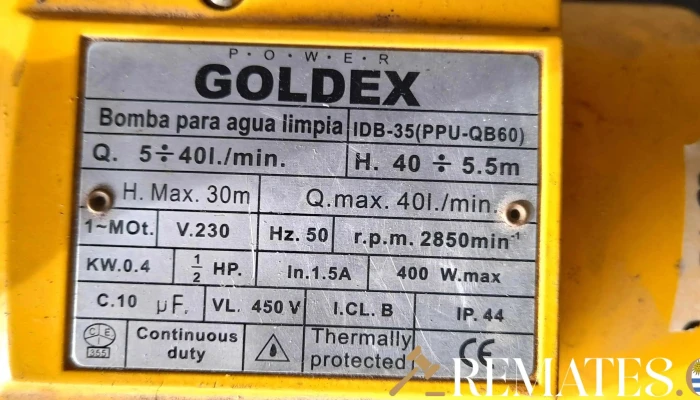 P·O·W·E·R
GOLDEX
Bomba para agua limpia IDB-35(PPU-QB60)
Q. 5÷40l./min. H. 40 ÷ 5.5m
H. Max. 30m Q.max. 40l./min.
1~MOt. V.230 Hz. 50 r.p.m. 2850min⁻¹
KW.0.4 ½ HP. In.1.5A 400 W.max
C.10 µF. VL. 450 V I.CL. B IP. 44
Continuous Thermally
duty protected CE
REMATES.